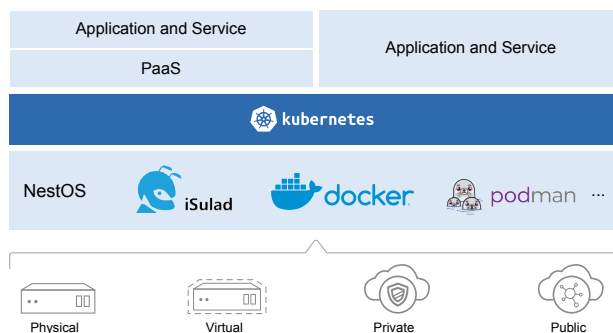 Application and Service
PaaS
Application and Service
kubernetes
NestOS
iSulad
docker
podman
...
Physical
Virtual
Private
Public